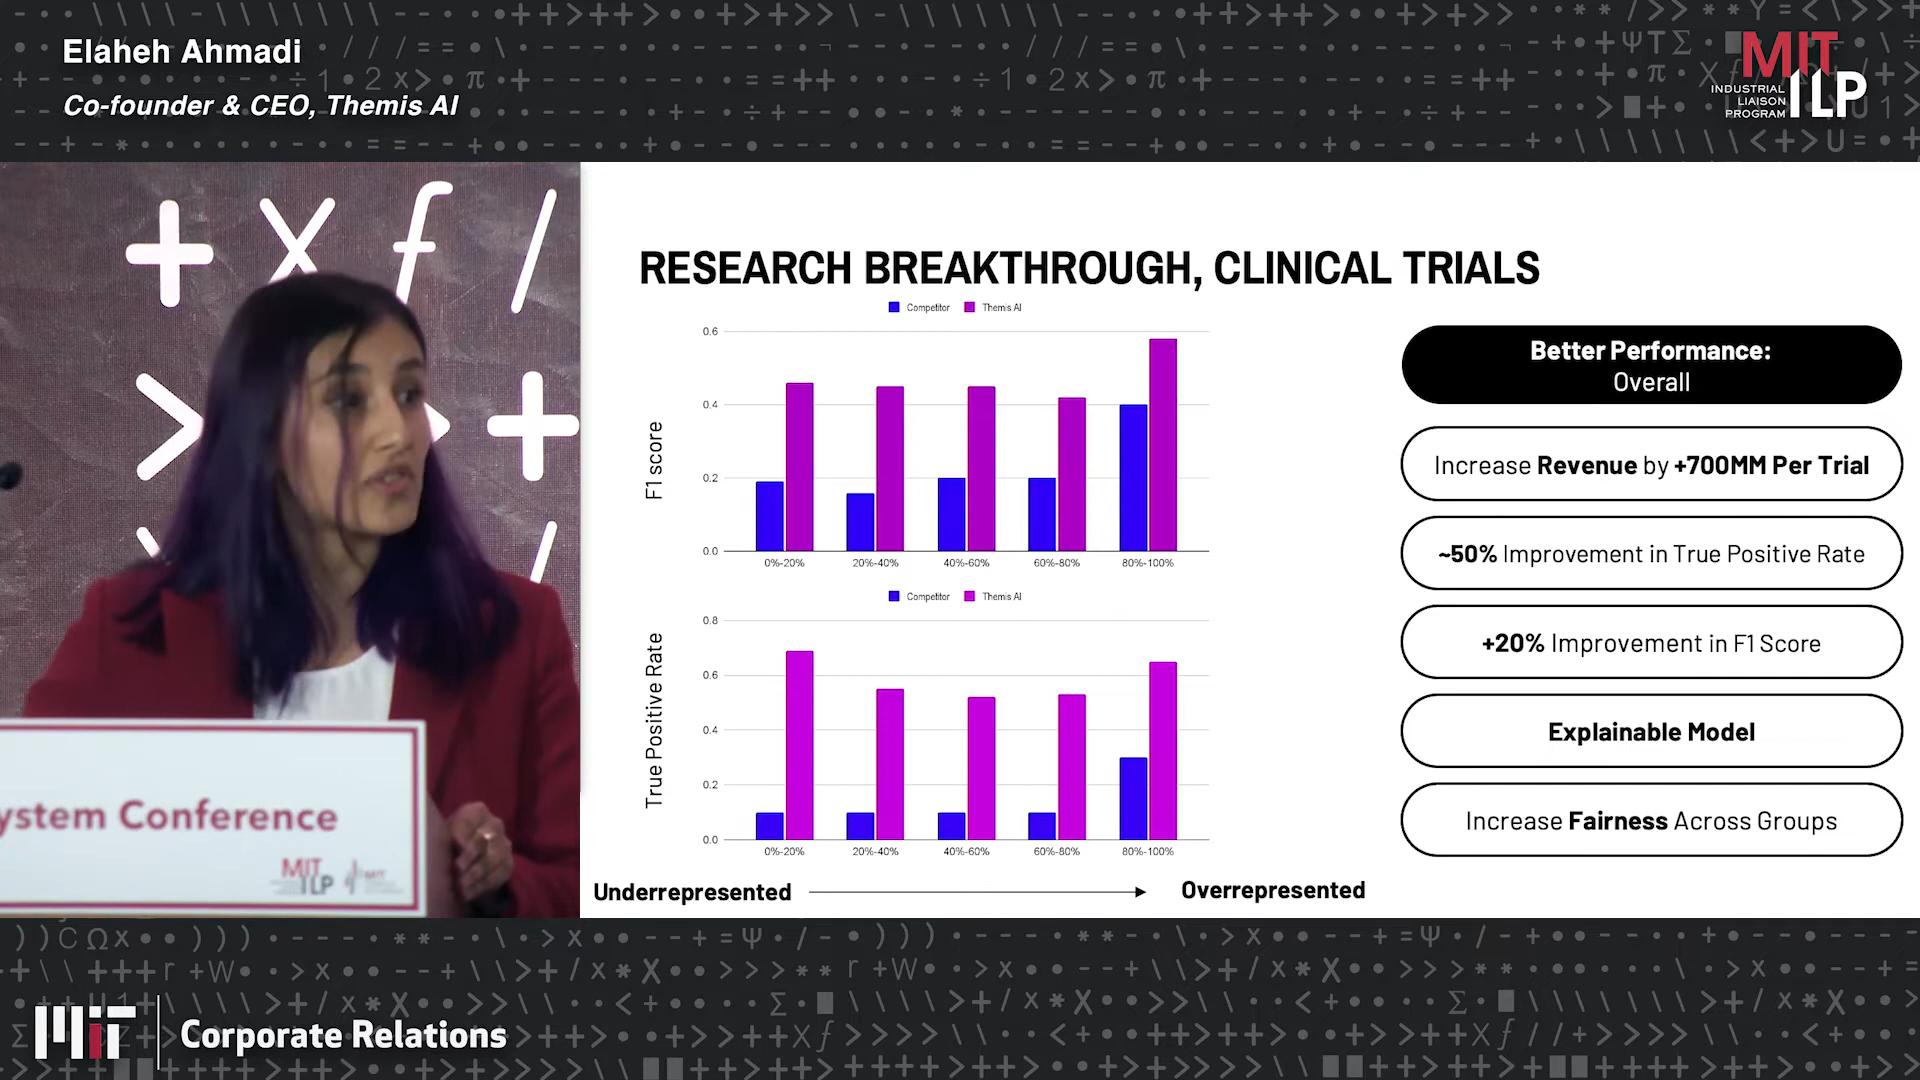 Elaheh Ahmadi
Co-founder & CEO, Themis AI
MIT
ILP
INDUSTRIAL
LIAISON
PROGRAM
RESEARCH BREAKTHROUGH, CLINICAL TRIALS
Competitor Themis AI
F1 score
0.6
0.4
0.2
0.0
0%-20% 20%-40% 40%-60% 60%-80% 80%-100%
Competitor Themis AI
True Positive Rate
0.8
0.6
0.4
0.2
0.0
0%-20% 20%-40% 40%-60% 60%-80% 80%-100%
Underrepresented Overrepresented
Better Performance:
Overall
Increase Revenue by +700MM Per Trial
~50% Improvement in True Positive Rate
+20% Improvement in F1 Score
Explainable Model
Increase Fairness Across Groups
+ X f /
> +
ystem Conference
MIT
ILP
MIT
MIT Corporate Relations